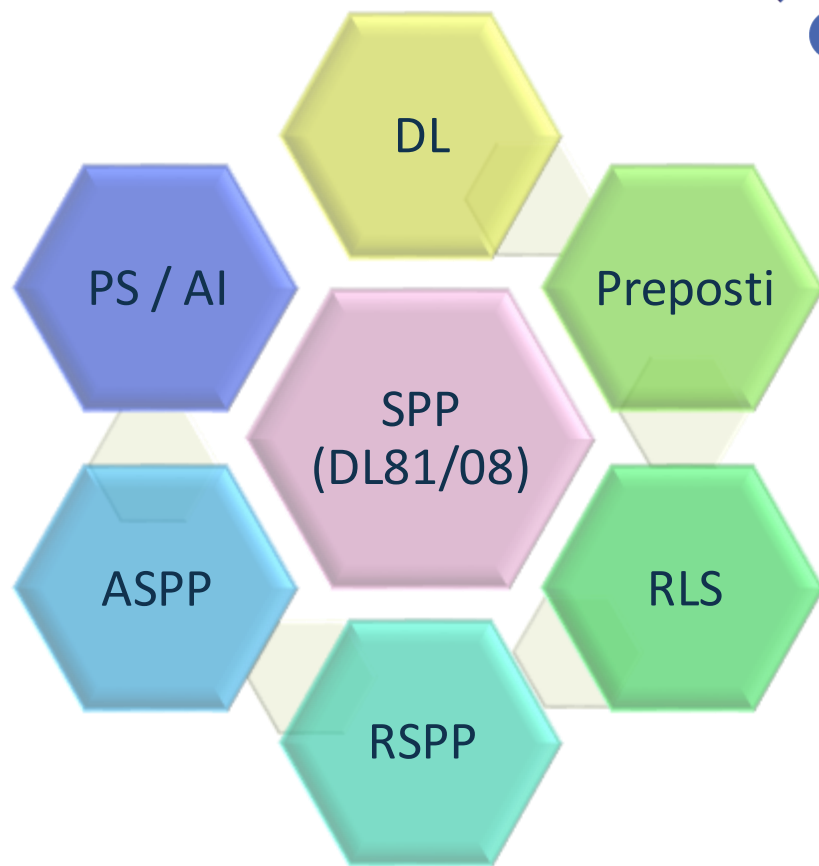 DL
PS / AI
Preposti
SPP
(DL81/08)
ASPP
RLS
RSPP